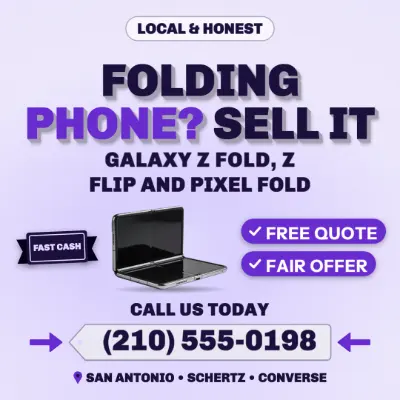 LOCAL & HONEST
FOLDING
PHONE? SELL IT
GALAXY Z FOLD, Z
FLIP AND PIXEL FOLD
FAST CASH
✓ FREE QUOTE
✓ FAIR OFFER
CALL US TODAY
(210) 555-0198
SAN ANTONIO • SCHERTZ • CONVERSE